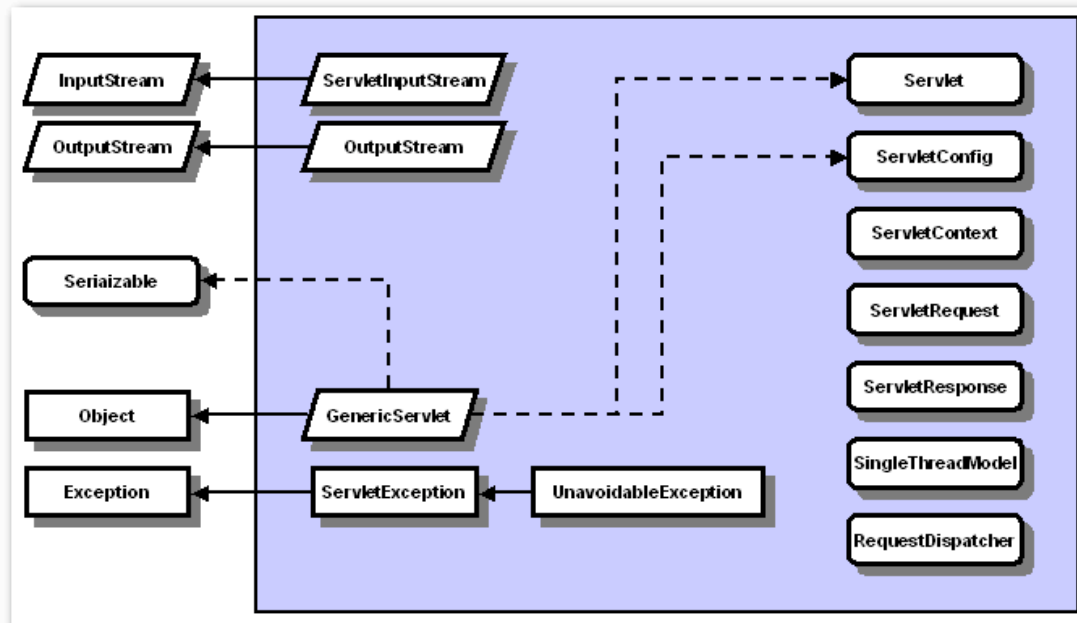 InputStream
ServletInputStream
Servlet
OutputStream
OutputStream
ServletConfig
ServletContext
Seriaizable
ServletRequest
ServletResponse
Object
GenericServlet
SingleThreadModel
Exception
ServletException
UnavoidableException
RequestDispatcher